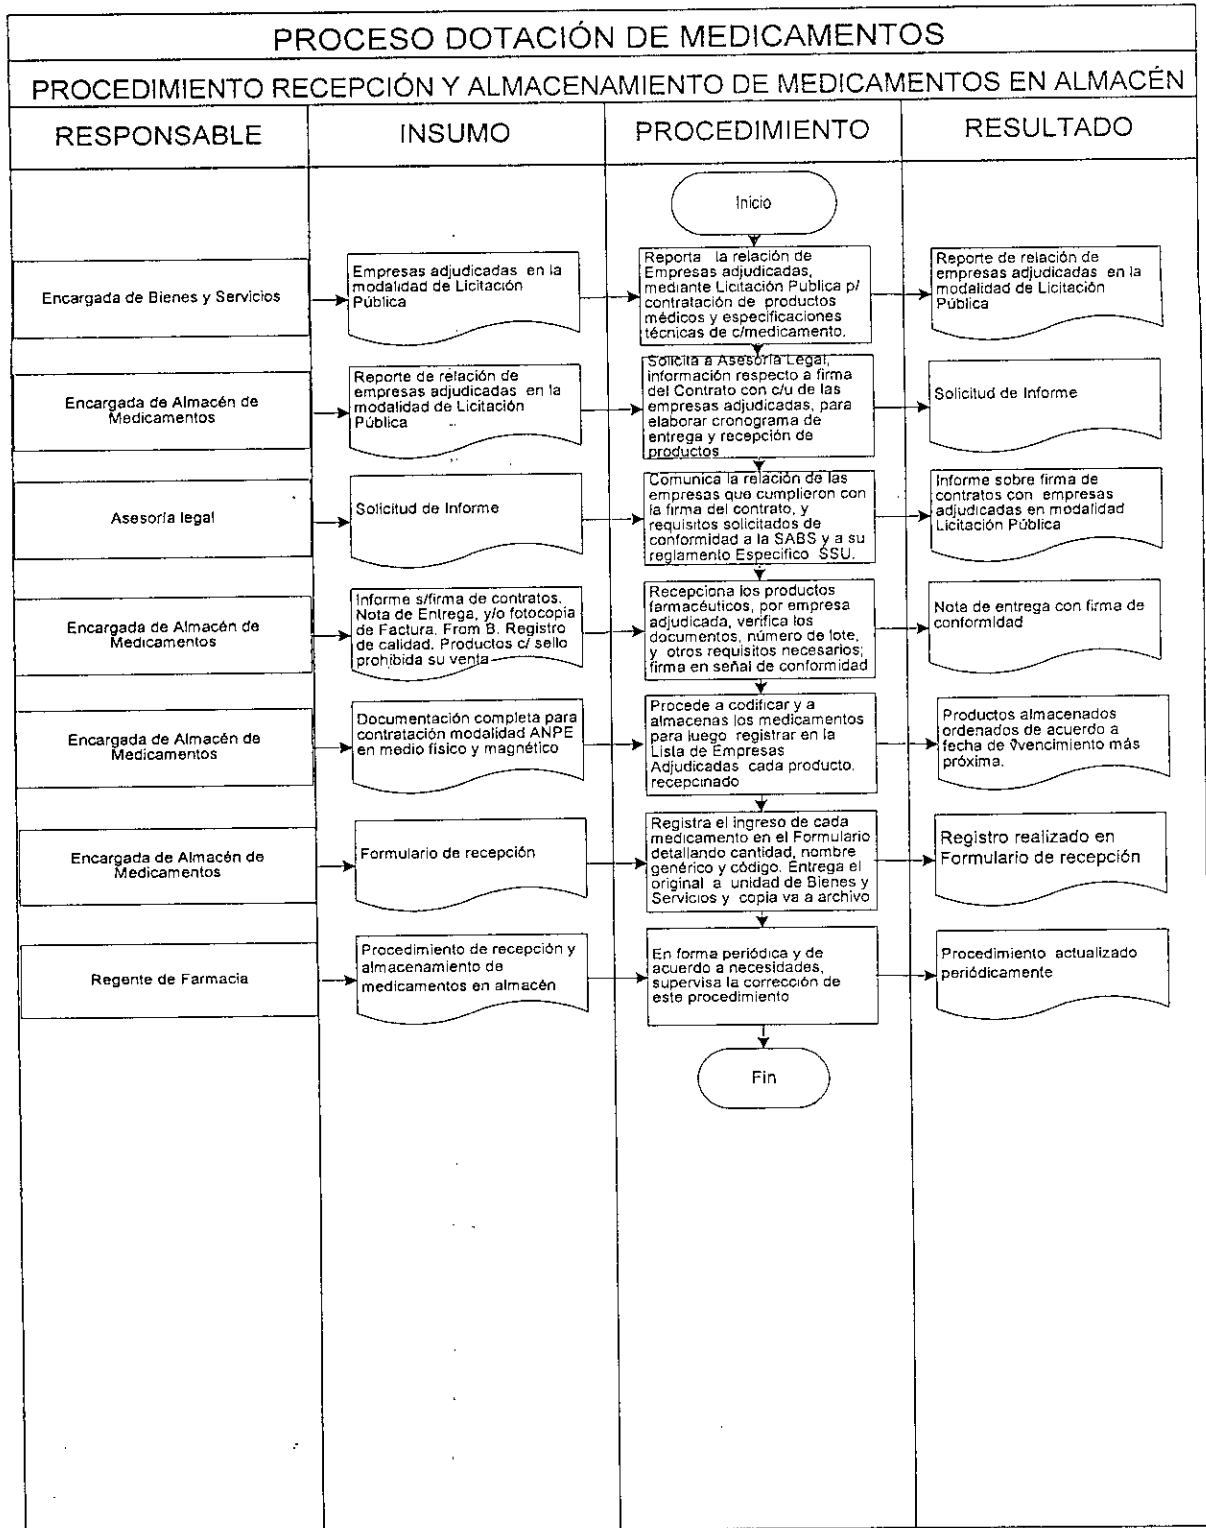 PROCESO DOTACIÓN DE MEDICAMENTOS
PROCEDIMIENTO RECEPCIÓN Y ALMACENAMIENTO DE MEDICAMENTOS EN ALMACÉN
RESPONSABLE
INSUMO
PROCEDIMIENTO
RESULTADO
Inicio
Encargada de Bienes y Servicios
Empresas adjudicadas en la
modalidad de Licitación
Pública
Reporta la relación de
Empresas adjudicadas,
mediante Licitación Publica p/
contratación de productos
médicos y especificaciones
técnicas de c/medicamento.
Reporte de relación de
empresas adjudicadas en la
modalidad de Licitación
Pública
Encargada de Almacén de
Medicamentos
Reporte de relación de
empresas adjudicadas en la
modalidad de Licitación
Pública
Solicita a Asesoría Legal,
información respecto a firma
del Contrato con c/u de las
empresas adjudicadas, para
elaborar cronograma de
entrega y recepción de
productos
Solicitud de Informe
Asesoría legal
Solicitud de Informe
Comunica la relación de las
empresas que cumplieron con
la firma del contrato, y
requisitos solicitados de
conformidad a la SABS y a su
reglamento Especifico SSU.
Informe sobre firma de
contratos con empresas
adjudicadas en modalidad
Licitación Pública
Encargada de Almacén de
Medicamentos
Informe s/firma de contratos.
Nota de Entrega, y/o fotocopia
de Factura. From B. Registro
de calidad. Productos c/ sello
prohibida su venta
Recepciona los productos
farmacéuticos, por empresa
adjudicada, verifica los
documentos, número de lote,
y otros requisitos necesarios;
firma en señal de conformidad
Nota de entrega con firma de
conformidad
Encargada de Almacén de
Medicamentos
Documentación completa para
contratación modalidad ANPE
en medio físico y magnético
Procede a codificar y a
almacenas los medicamentos
para luego registrar en la
Lista de Empresas
Adjudicadas cada producto.
recepcinado
Productos almacenados
ordenados de acuerdo a
fecha de vencimiento más
próxima.
Encargada de Almacén de
Medicamentos
Formulario de recepción
Registra el ingreso de cada
medicamento en el Formulario
detallando cantidad, nombre
genérico y código. Entrega el
original a unidad de Bienes y
Servicios y copia va a archivo
Registro realizado en
Formulario de recepción
Regente de Farmacia
Procedimiento de recepción y
almacenamiento de
medicamentos en almacén
En forma periódica y de
acuerdo a necesidades,
supervisa la corrección de
este procedimiento
Procedimiento actualizado
periódicamente
Fin